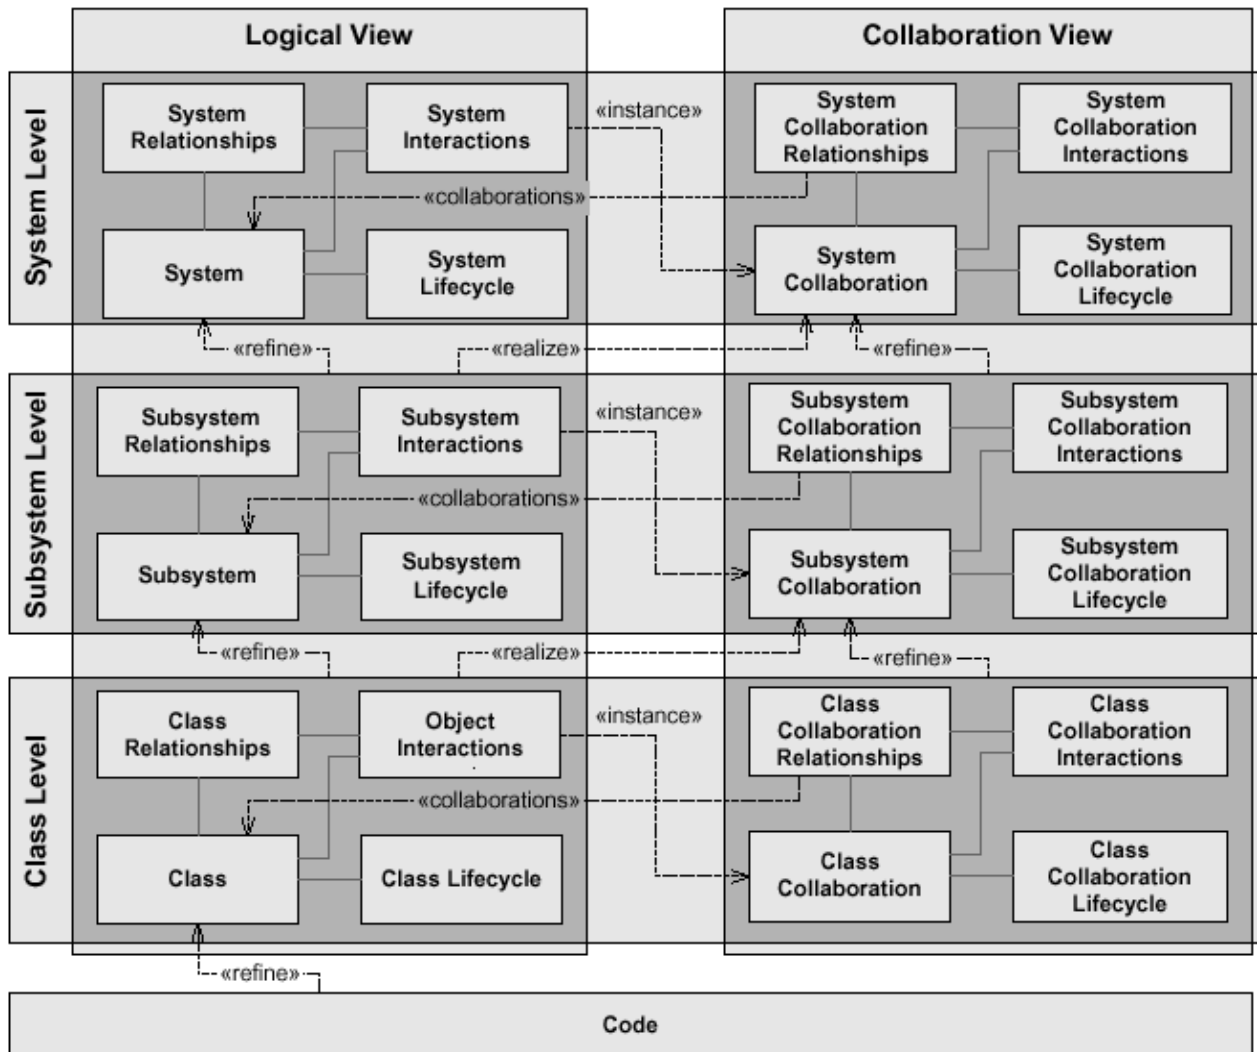 Logical View
Collaboration View
System Level
System
Relationships
System
Interactions
«instance»
System
Collaboration
Relationships
System
Collaboration
Interactions
«collaborations»
System
System
Lifecycle
System
Collaboration
System
Collaboration
Lifecycle
«refine»
«realize»
«refine»
Subsystem Level
Subsystem
Relationships
Subsystem
Interactions
«instance»
Subsystem
Collaboration
Relationships
Subsystem
Collaboration
Interactions
«collaborations»
Subsystem
Subsystem
Lifecycle
Subsystem
Collaboration
Subsystem
Collaboration
Lifecycle
«refine»
«realize»
«refine»
Class Level
Class
Relationships
Object
Interactions
«instance»
Class
Collaboration
Relationships
Class
Collaboration
Interactions
«collaborations»
Class
Class Lifecycle
Class
Collaboration
Class
Collaboration
Lifecycle
«refine»
Code